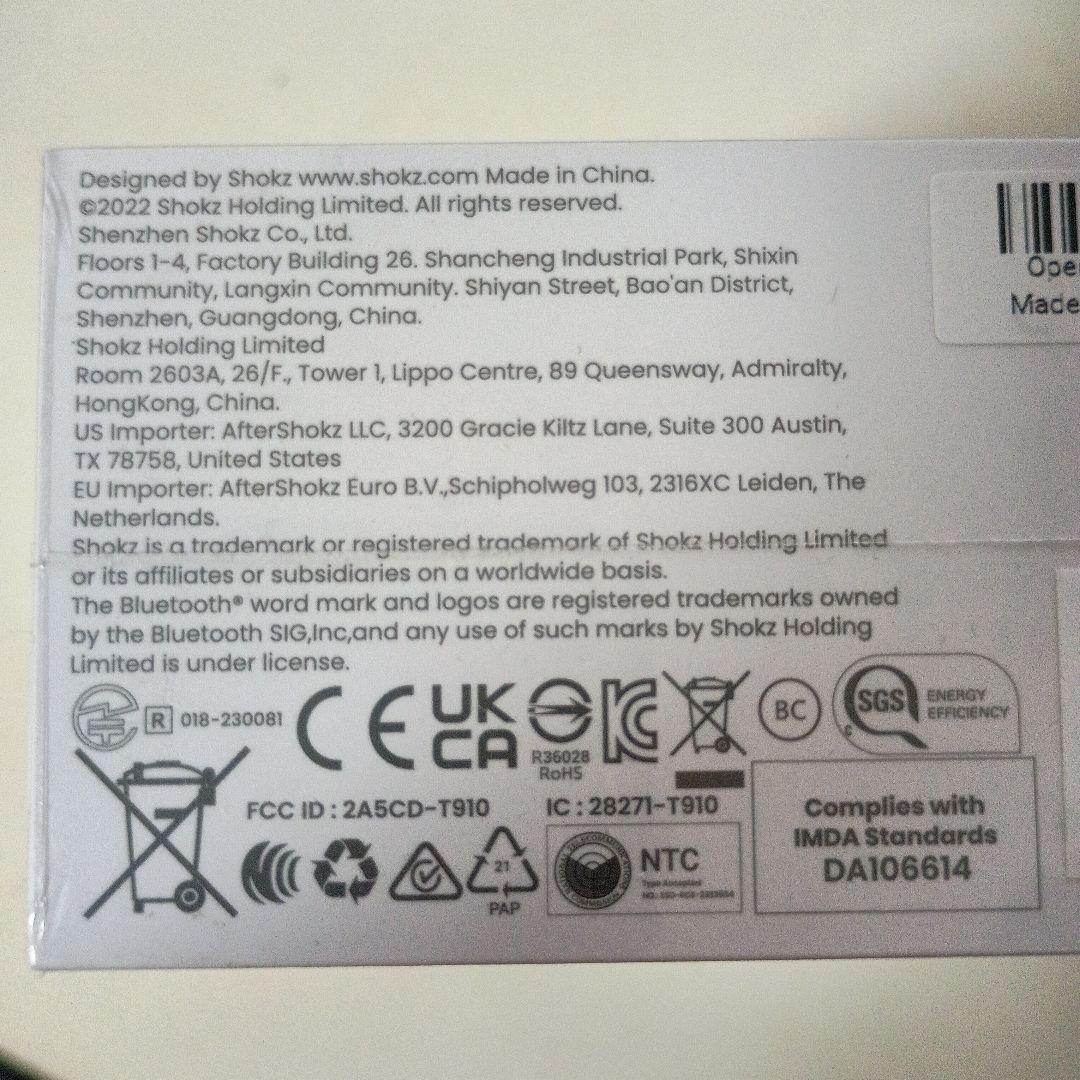 Designed by Shokz www.shokz.com Made in China.
©2022 Shokz Holding Limited. All rights reserved.
Shenzhen Shokz Co., Ltd.
Floors 1-4, Factory Building 26. Shancheng Industrial Park, Shixin
Community, Langxin Community. Shiyan Street, Bao'an District,
Shenzhen, Guangdong, China.
Shokz Holding Limited
Room 2603A, 26/F., Tower 1, Lippo Centre, 89 Queensway, Admiralty,
HongKong, China.
US Importer: AfterShokz LLC, 3200 Gracie Kiltz Lane, Suite 300 Austin,
TX 78758, United States
EU Importer: AfterShokz Euro B.V.,Schipholweg 103, 2316XC Leiden, The
Netherlands.
Shokz is a trademark or registered trademark of Shokz Holding Limited
or its affiliates or subsidiaries on a worldwide basis.
The Bluetooth® word mark and logos are registered trademarks owned
by the Bluetooth SIG,Inc,and any use of such marks by Shokz Holding
Limited is under license.
Ope
Made
R 018-230081
CE
UK
CA
R36028
RoHS
BC
SGS
ENERGY
EFFICIENCY
FCC ID : 2A5CD-T910
IC : 28271-T910
21
PAP
NTC
Type Accepted
Complies with
IMDA Standards
DA106614